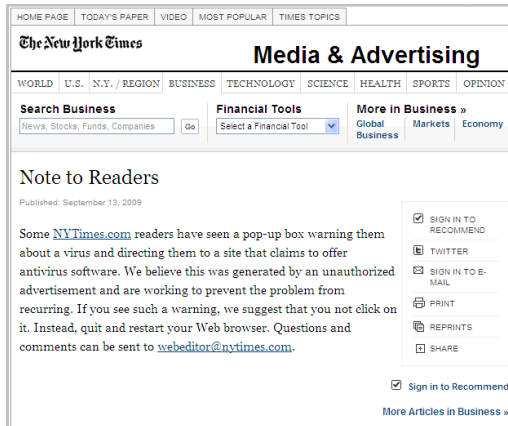 HOME PAGE TODAY'S PAPER VIDEO MOST POPULAR TIMES TOPICS
The New York Times
Media & Advertising
WORLD U.S. N.Y. / REGION BUSINESS TECHNOLOGY SCIENCE HEALTH SPORTS OPINION
Search Business
News, Stocks, Funds, Companies
Go
Financial Tools
Select a Financial Tool
More in Business »
Global Business
Markets
Economy
Note to Readers
Published: September 13, 2009
Some NYTimes.com readers have seen a pop-up box warning them
about a virus and directing them to a site that claims to offer
antivirus software. We believe this was generated by an unauthorized
advertisement and are working to prevent the problem from
recurring. If you see such a warning, we suggest that you not click on
it. Instead, quit and restart your Web browser. Questions and
comments can be sent to webeditor@nytimes.com.
SIGN IN TO
RECOMMEND
TWITTER
SIGN IN TO E-
MAIL
PRINT
REPRINTS
SHARE
Sign in to Recommend
More Articles in Business »